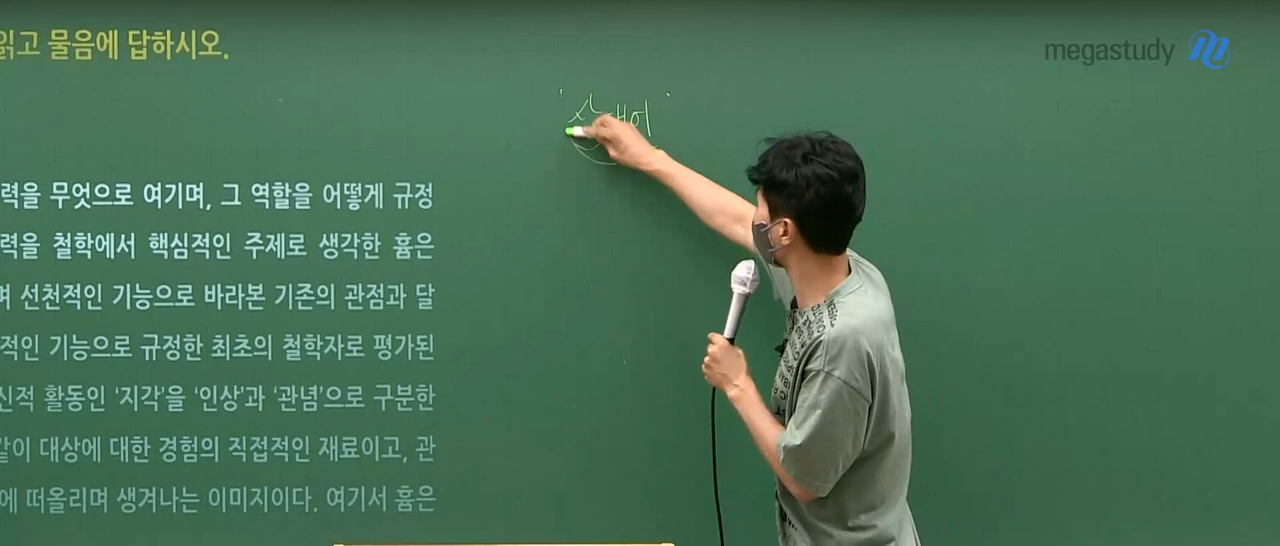 읽고 물음에 답하시오.
megastudy
력을 무엇으로 여기며, 그 역할을 어떻게 규정
력을 철학에서 핵심적인 주제로 생각한 흄은
며 선천적인 기능으로 바라본 기존의 관점과 달
적인 기능으로 규정한 최초의 철학자로 평가된
신적 활동인 ‘지각’을 ‘인상’과 ‘관념’으로 구분한
같이 대상에 대한 경험의 직접적인 재료이고, 관
에 떠올리며 생겨나는 이미지이다. 여기서 흄은